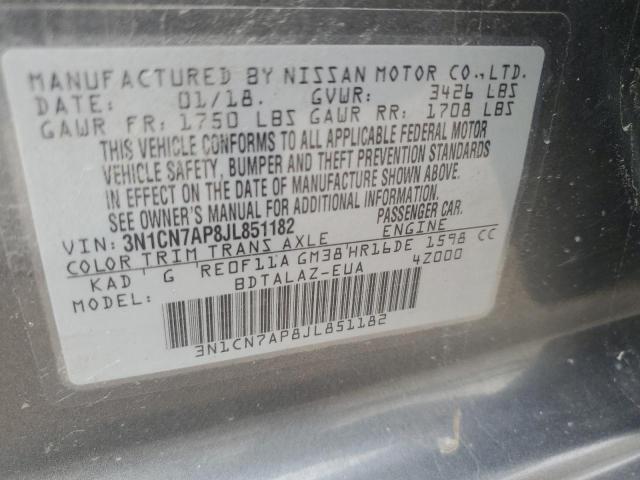 MANUFACTURED BY NISSAN MOTOR CO.,LTD.
DATE: 01/18. GVWR: 3426 LBS
GAWR FR: 1750 LBS GAWR RR: 1708 LBS
THIS VEHICLE CONFORMS TO ALL APPLICABLE FEDERAL MOTOR
VEHICLE SAFETY, BUMPER AND THEFT PREVENTION STANDARDS
IN EFFECT ON THE DATE OF MANUFACTURE SHOWN ABOVE.
SEE OWNER'S MANUAL FOR ADDITIONAL INFORMATION.
VIN: 3N1CN7AP8JL851182 PASSENGER CAR.
COLOR TRIM TRANS AXLE ENGINE
KAD ' G 'RE0F11A GM38'HR16DE 1598 CC
MODEL: BDTALAZ-EUA 4Z000
3N1CN7AP8JL851182